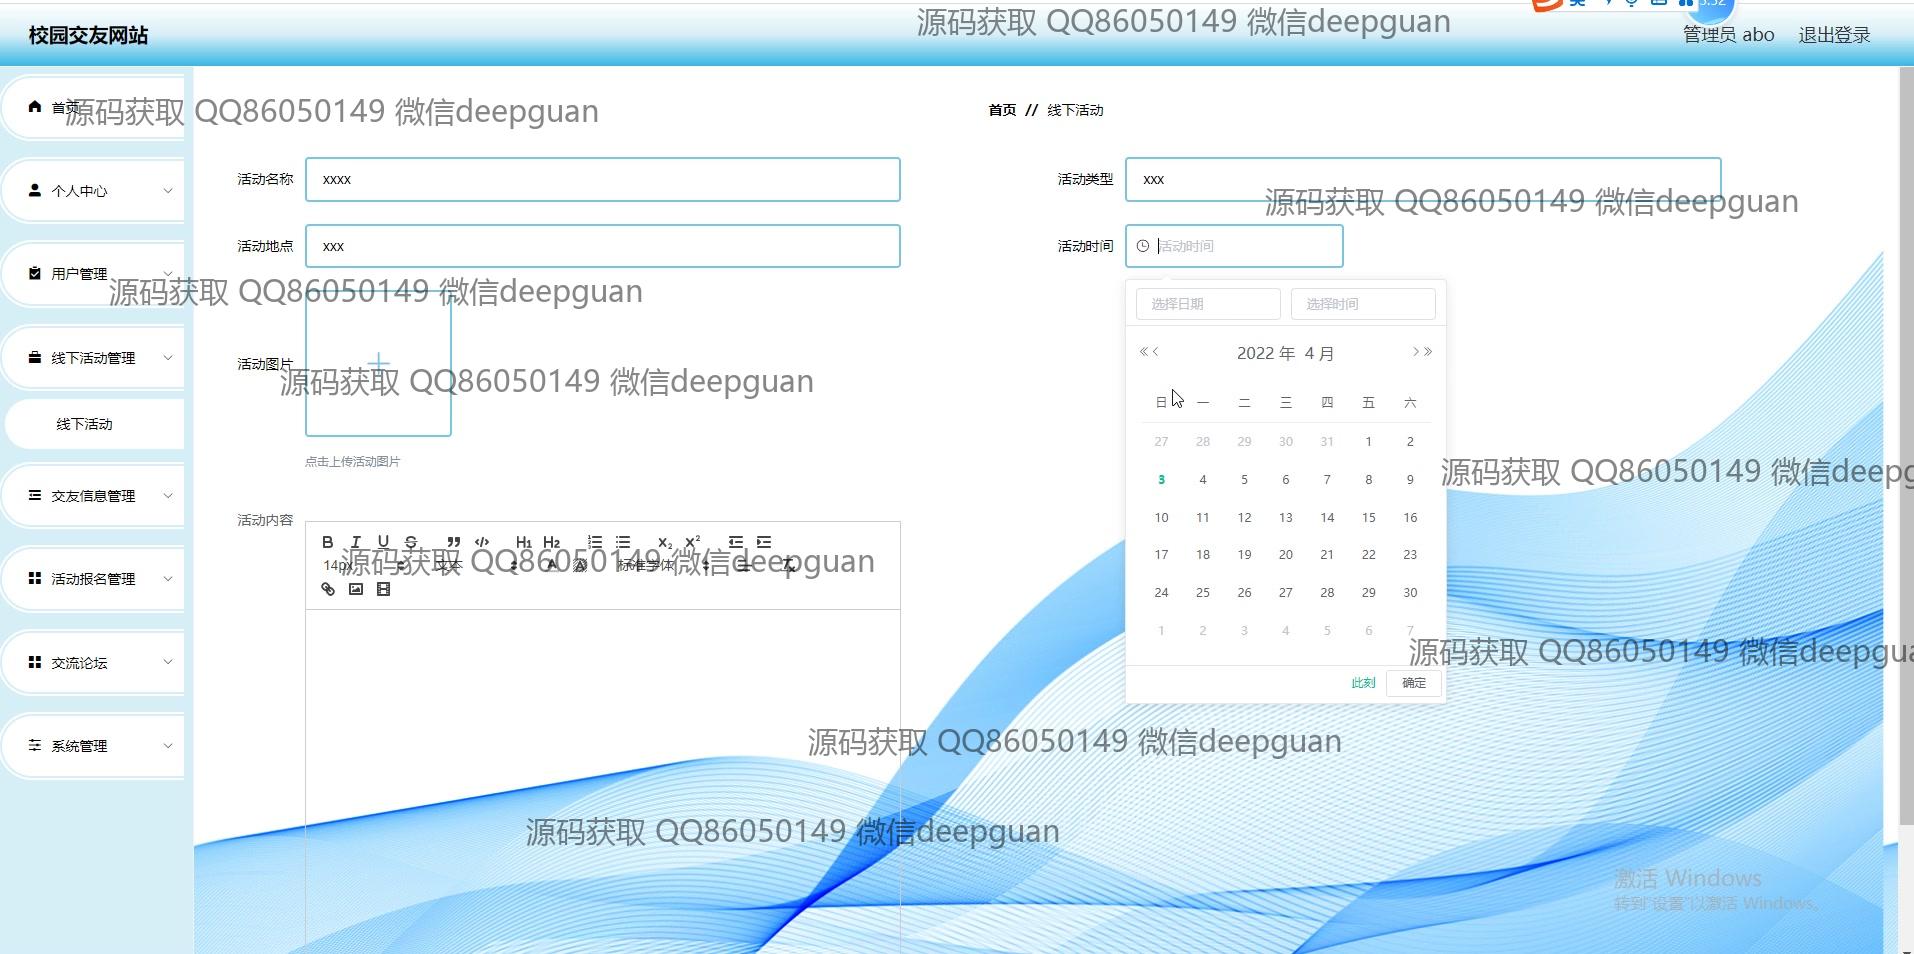 源码获取 QQ86050149 微信deepguan
校园交友网站
管理员 abo 退出登录
首页
源码获取 QQ86050149 微信deepguan
首页 // 线下活动
活动名称 xxxx
活动类型 xxx
个人中心
源码获取 QQ86050149 微信deepguan
活动地点 xxx
活动时间 活动时间
用户管理
源码获取 QQ86050149 微信deepguan
选择日期 选择时间
2022 年 4 月
线下活动管理
活动图片
源码获取 QQ86050149 微信deepguan
日 一 二 三 四 五 六
线下活动
27 28 29 30 31 1 2
点击上传活动图片
3 4 5 6 7 8 9
源码获取 QQ86050149 微信deepg
交友信息管理
10 11 12 13 14 15 16
活动内容
B I U S H1 H2 X2 X2
17 18 19 20 21 22 23
14px 文本 标准字体
源码获取 QQ86050149 微信deepguan
活动报名管理
24 25 26 27 28 29 30
1 2 3 4 5 6 7
源码获取 QQ86050149 微信deepgua
交流论坛
此刻 确定
系统管理
源码获取 QQ86050149 微信deepguan
源码获取 QQ86050149 微信deepguan
激活 Windows
转到"设置"以激活 Windows。